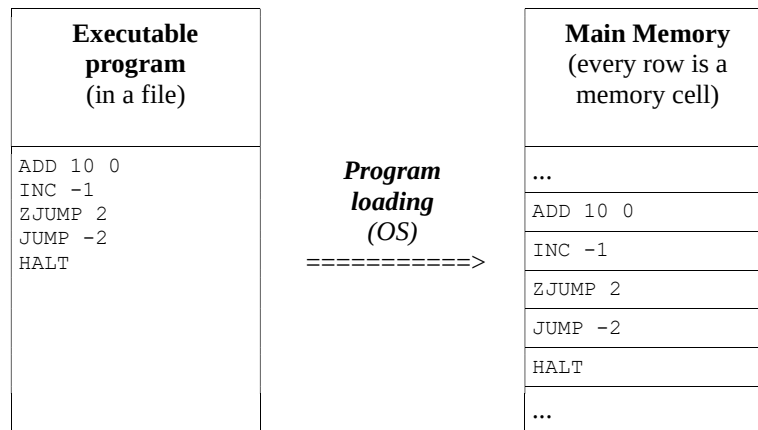 Executable
program
(in a file)
ADD 10 0
INC -1
ZJUMP 2
JUMP -2
HALT
Program
loading
(OS)
===========>
Main Memory
(every row is a
memory cell)
...
ADD 10 0
INC -1
ZJUMP 2
JUMP -2
HALT
...